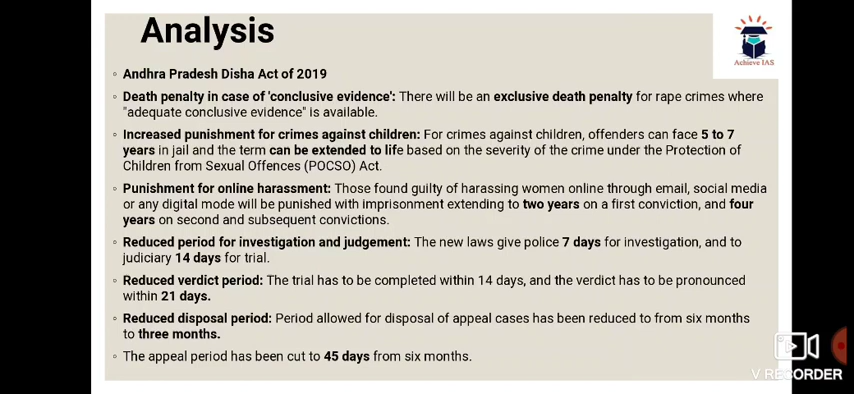 Analysis
Achieve IAS
◦ Andhra Pradesh Disha Act of 2019
◦ Death penalty in case of 'conclusive evidence': There will be an exclusive death penalty for rape crimes where
"adequate conclusive evidence" is available.
◦ Increased punishment for crimes against children: For crimes against children, offenders can face 5 to 7
years in jail and the term can be extended to life based on the severity of the crime under the Protection of
Children from Sexual Offences (POCSO) Act.
◦ Punishment for online harassment: Those found guilty of harassing women online through email, social media
or any digital mode will be punished with imprisonment extending to two years on a first conviction, and four
years on second and subsequent convictions.
◦ Reduced period for investigation and judgement: The new laws give police 7 days for investigation, and to
judiciary 14 days for trial.
◦ Reduced verdict period: The trial has to be completed within 14 days, and the verdict has to be pronounced
within 21 days.
◦ Reduced disposal period: Period allowed for disposal of appeal cases has been reduced to from six months
to three months.
◦ The appeal period has been cut to 45 days from six months.
V RECORDER